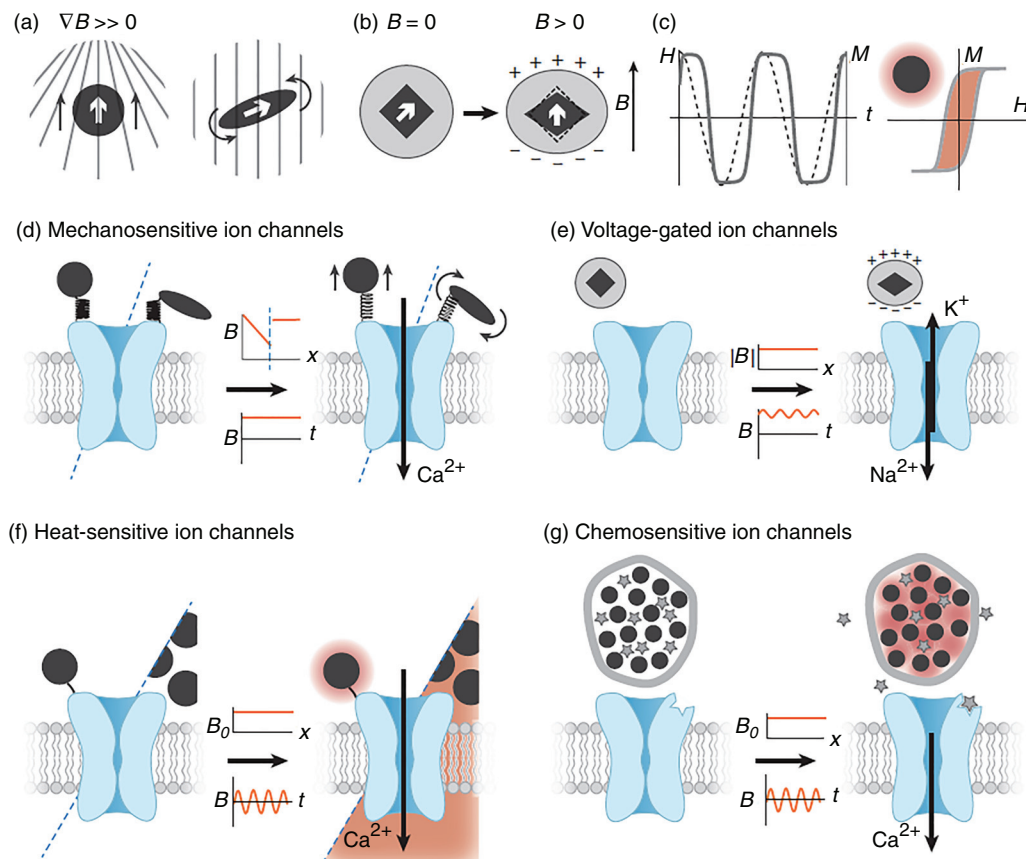 (a) ∇B >> 0 (b) B = 0 B > 0 (c)
H M M
+ + + + +
B t H
− − − − −
(d) Mechanosensitive ion channels (e) Voltage-gated ion channels
+ + + + +
− − − −
K+
B |B|
x x
B t B t
Ca2+ Na2+
(f) Heat-sensitive ion channels (g) Chemosensitive ion channels
B0 x B0 x
B t B t
Ca2+ Ca2+